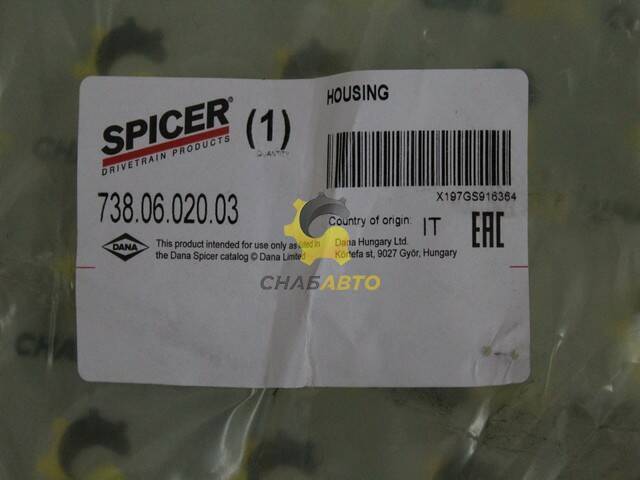 HOUSING
SPICER®
DRIVETRAIN PRODUCTS
(1)
QUANTITY
X197GS916364
738.06.020.03
Country of origin: IT
EAC
DANA
This product intended for use only as listed in
the Dana Spicer catalog © Dana Limited
Dana Hungary Ltd.
Körtefa st, 9027 Győr, Hungary
СНАБАВТО